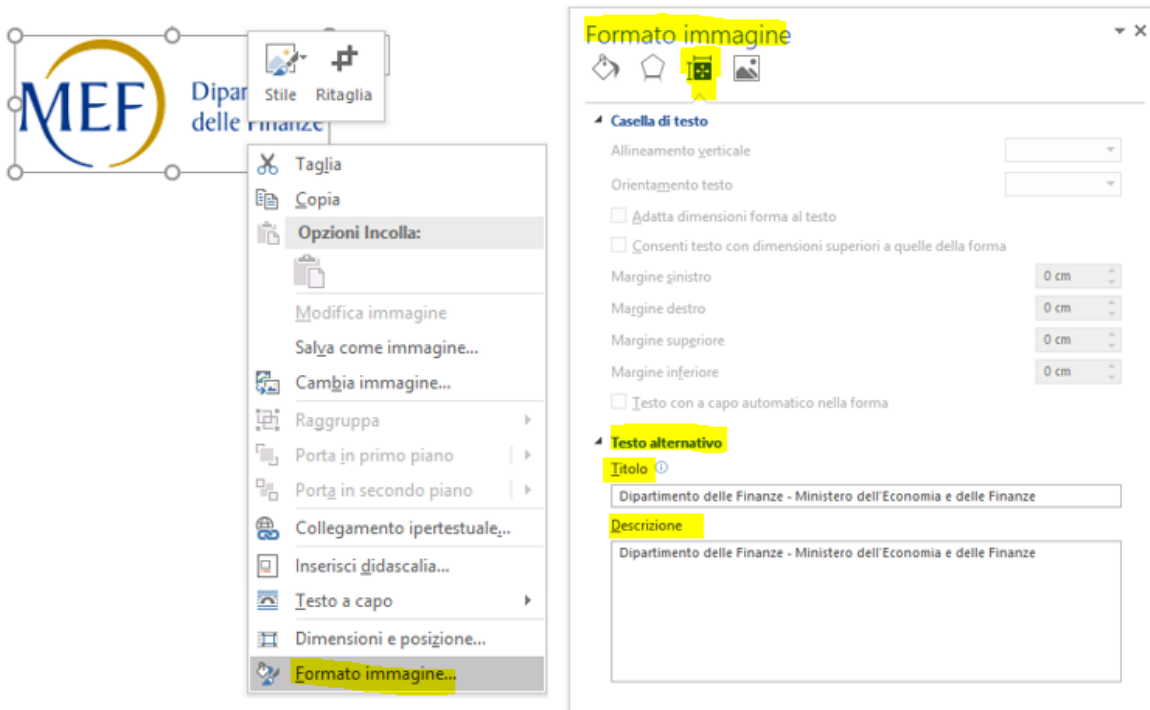 MEF
Dipar
delle Finanze
Stile Ritaglia
Taglia
Copia
Opzioni Incolla:
Modifica immagine
Salva come immagine...
Cambia immagine...
Raggruppa
Porta in primo piano
Porta in secondo piano
Collegamento ipertestuale...
Inserisci didascalia...
Testo a capo
Dimensioni e posizione...
Formato immagine...
Formato immagine
Casella di testo
Allineamento verticale
Orientamento testo
Adatta dimensioni forma al testo
Consenti testo con dimensioni superiori a quelle della forma
Margine sinistro 0 cm
Margine destro 0 cm
Margine superiore 0 cm
Margine inferiore 0 cm
Testo con a capo automatico nella forma
Testo alternativo
Titolo
Dipartimento delle Finanze - Ministero dell'Economia e delle Finanze
Descrizione
Dipartimento delle Finanze - Ministero dell'Economia e delle Finanze